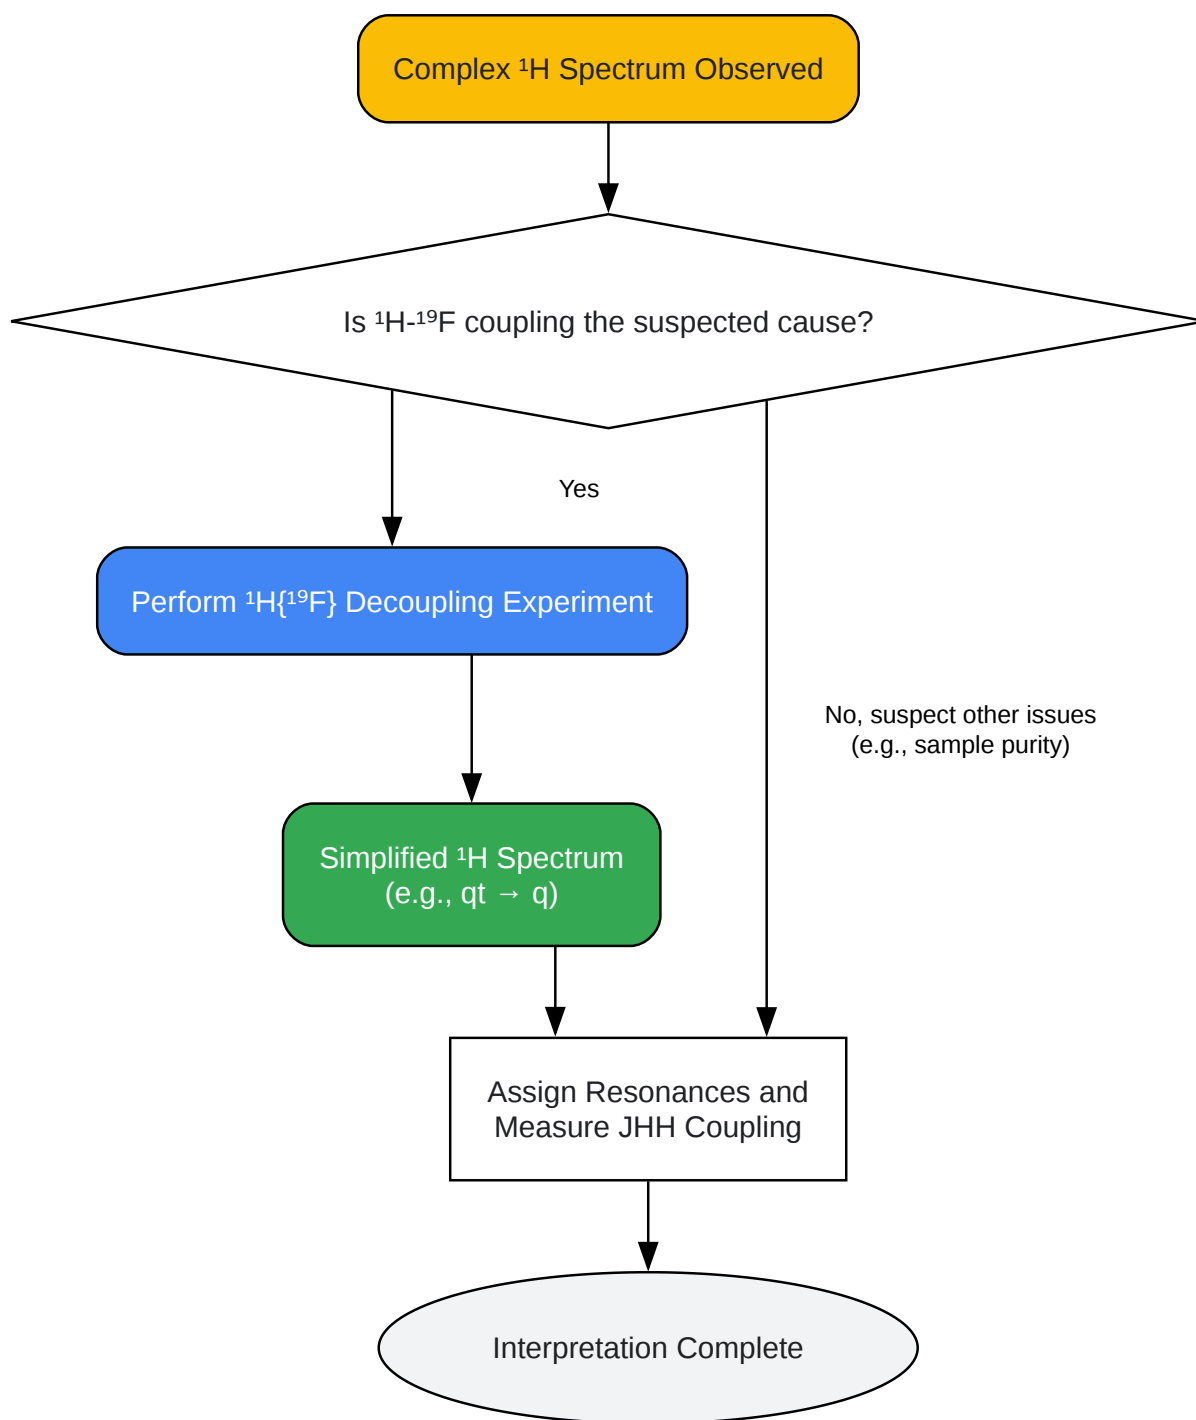 Complex ¹H Spectrum Observed
Is ¹H-¹⁹F coupling the suspected cause?
Yes
Perform ¹H{¹⁹F} Decoupling Experiment
No, suspect other issues
(e.g., sample purity)
Simplified ¹H Spectrum
(e.g., qt → q)
Assign Resonances and
Measure JHH Coupling
Interpretation Complete